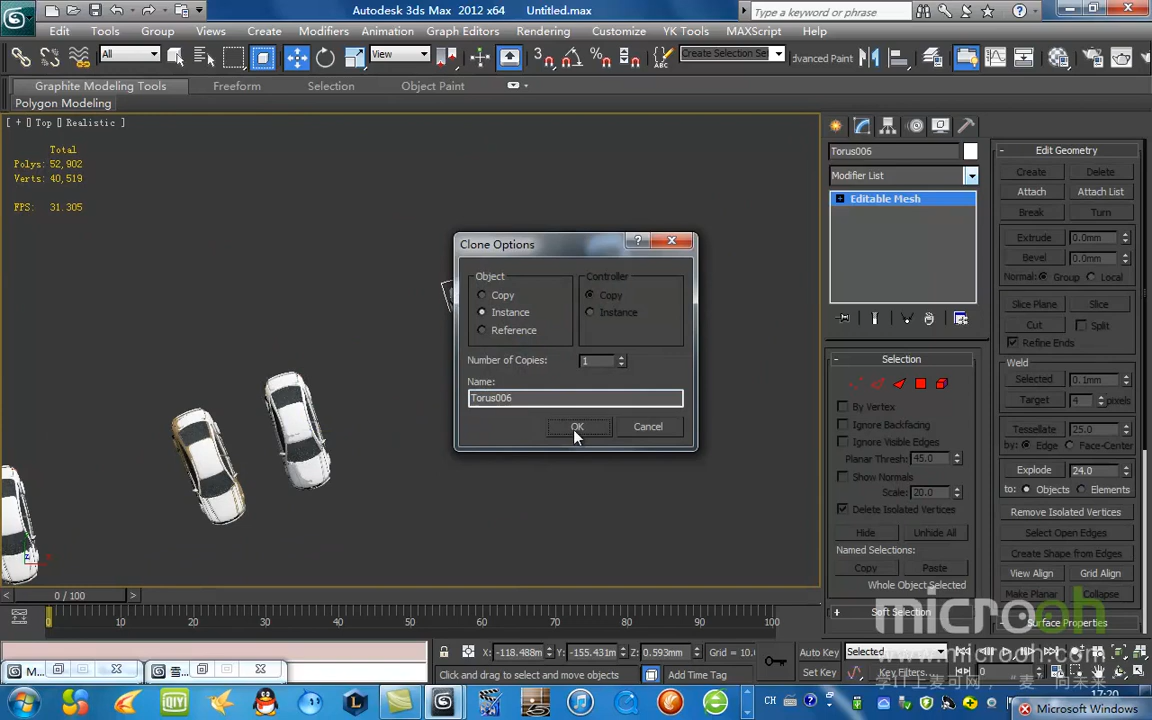 Autodesk 3ds Max 2012 x64 Untitled.max
Type a keyword or phrase
Edit Tools Group Views Create Modifiers Animation Graph Editors Rendering Customize YK Tools MAXScript Help
All View Create Selection Se dvanced Paint
Graphite Modeling Tools Freeform Selection Object Paint
Polygon Modeling
[ + ] Top [ Realistic ]
Total
Polys: 52,902
Verts: 40,519
FPS: 31.305
Clone Options
Object
Copy
Instance
Reference
Controller
Copy
Instance
Number of Copies: 1
Name:
Torus006
OK Cancel
Torus006
Modifier List
Editable Mesh
Selection
By Vertex
Ignore Backfacing
Ignore Visible Edges
Planar Thresh: 45.0
Show Normals
Scale: 20.0
Delete Isolated Vertices
Hide Unhide All
Named Selections:
Copy Paste
Whole Object Selected
Soft Selection
Edit Geometry
Create Delete
Attach Attach List
Break Turn
Extrude 0.0mm
Bevel 0.0mm
Normal: Group Local
Slice Plane Slice
Cut Split
Refine Ends
Weld
Selected 0.1mm
Target 4 pixels
Tessellate 25.0
by: Edge Face-Center
Explode 24.0
to: Objects Elements
Remove Isolated Vertices
Select Open Edges
Create Shape from Edges
View Align Grid Align
Make Planar Collapse
Surface Properties
microoh
www.microoh.com
0 / 100
0 10 20 30 40 50 60 70 80 90 100
X: -118.488mm Y: -155.431m Z: 0.593mm Grid = 10.0
Auto Key Selected
Click and drag to select and move objects Add Time Tag Set Key Key Filters... 0
M...
CH
17:20
Microsoft Windows